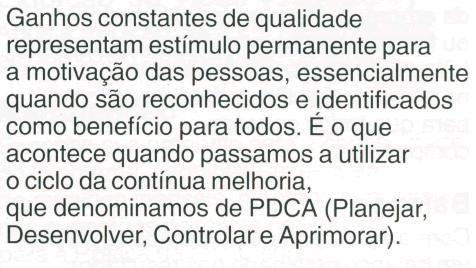 Ganhos constantes de qualidade
representam estímulo permanente para
a motivação das pessoas, essencialmente
quando são reconhecidos e identificados
como benefício para todos. É o que
acontece quando passamos a utilizar
o ciclo da contínua melhoria,
que denominamos de PDCA (Planejar,
Desenvolver, Controlar e Aprimorar).